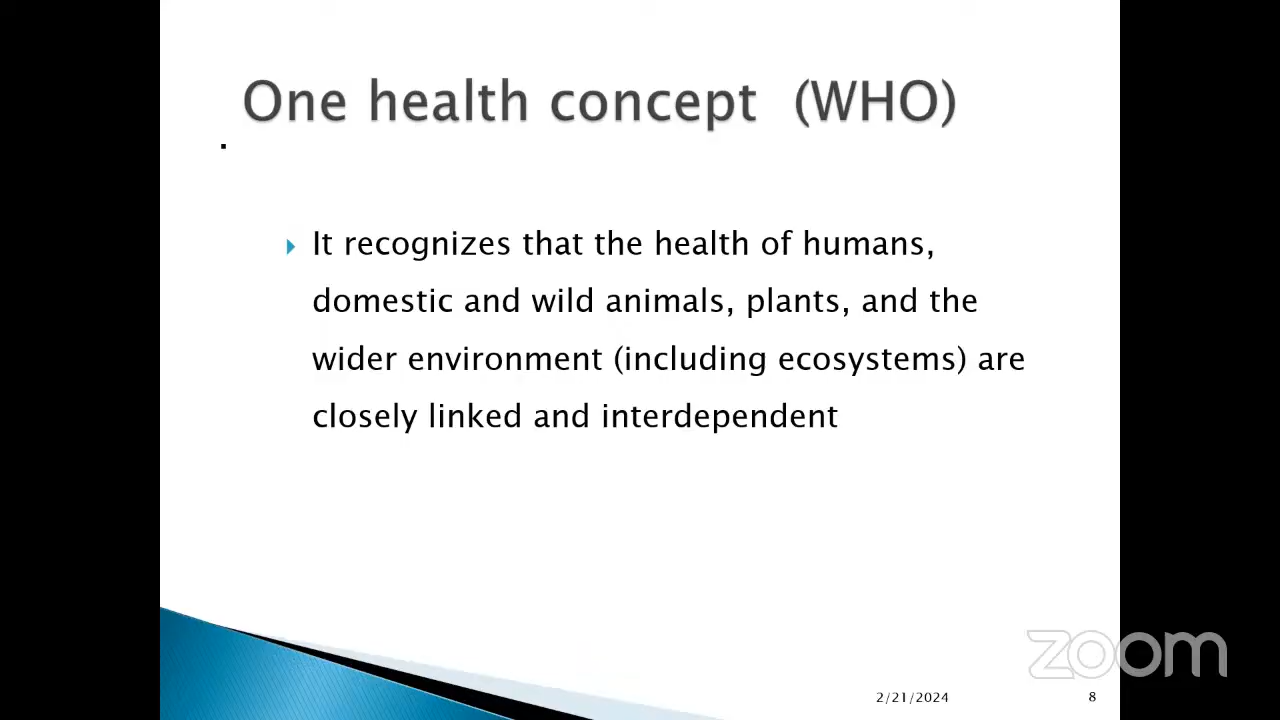 One health concept (WHO)
It recognizes that the health of humans,
domestic and wild animals, plants, and the
wider environment (including ecosystems) are
closely linked and interdependent
zoom
2/21/2024
8